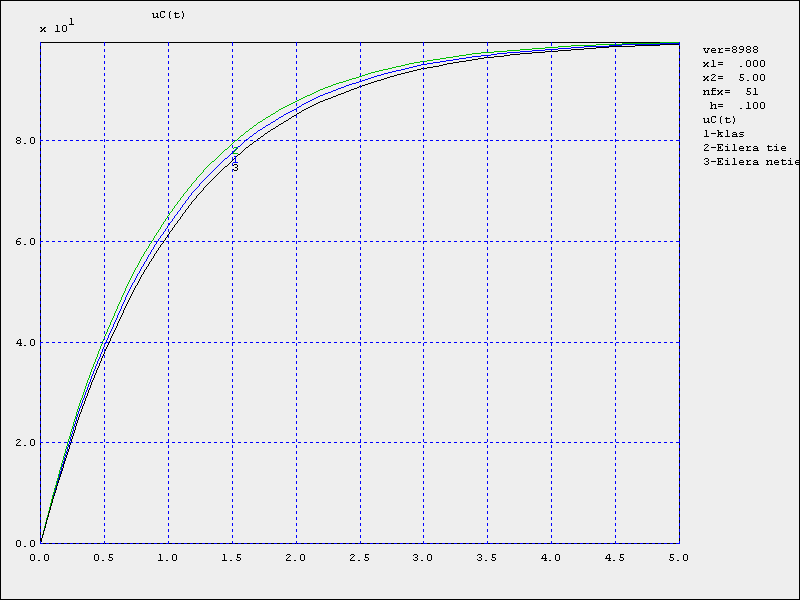 uC(t)
x 10^1
ver=8988
x1= .000
x2= 5.00
nfx= 51
h= .100
uC(t)
1-klas
2-Eilera tie
3-Eilera netie
8.0
6.0
4.0
2.0
0.0
2
1
3
0.0 0.5 1.0 1.5 2.0 2.5 3.0 3.5 4.0 4.5 5.0